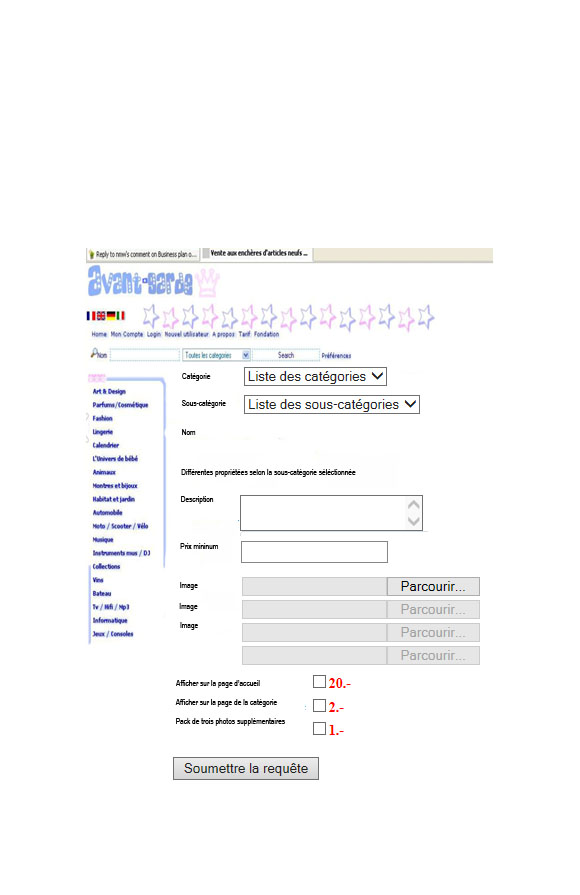 Reply to nnw's comment on Business plan o... Vente aux enchères d'articles neufs ...
Avant-Garde
Home Mon Compte Login Nouvel utilisateur A propos Tarif Fondation
Nom Toutes les categories Search Préférences
Catégorie Liste des catégories
Sous-catégorie Liste des sous-catégories
Nom
Différentes propriétées selon la sous-catégorie séléctionnée
Description
Prix mininum
Image Parcourir...
Image Parcourir...
Image Parcourir...
Parcourir...
Afficher sur la page d'accueil 20.-
Afficher sur la page de la catégorie : 2.-
Pack de trois photos supplémentaires 1.-
Soumettre la requête
Art & Design
Parfums/Cosmétique
Fashion
Lingerie
Calendrier
L'Univers de bébé
Animaux
Montres et bijoux
Habitat et jardin
Automobile
Moto / Scooter / Vélo
Musique
Instruments mus / DJ
Collections
Vins
Bateau
Tv / Hifi / Mp3
Informatique
Jeux / Consoles